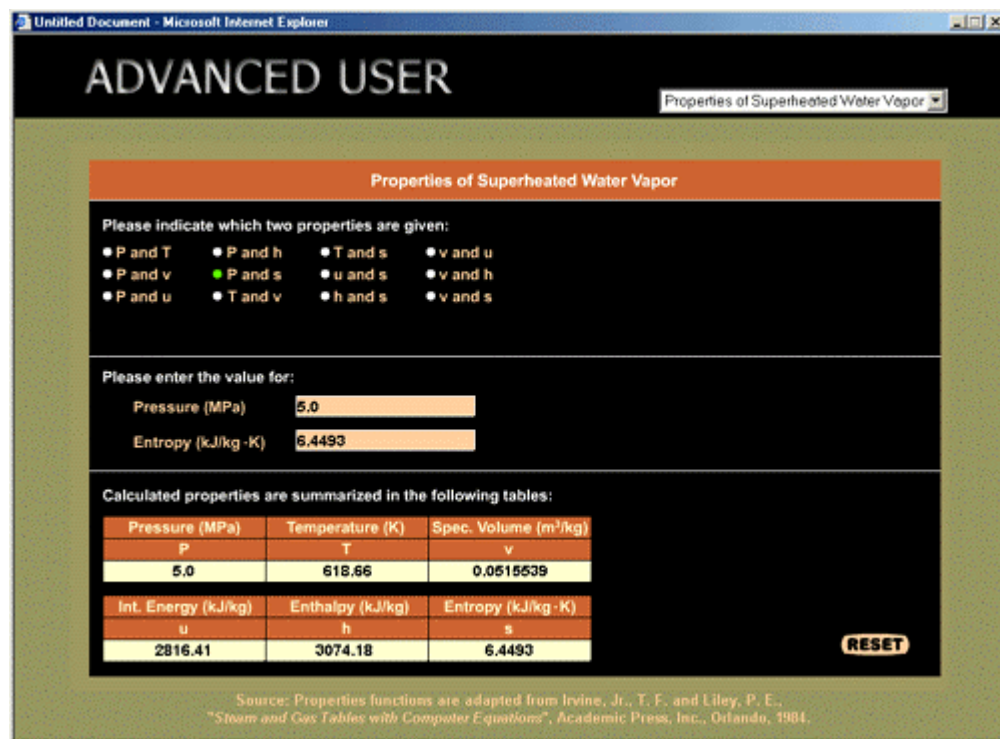 Untitled Document - Microsoft Internet Explorer
ADVANCED USER
Properties of Superheated Water Vapor
Properties of Superheated Water Vapor
Please indicate which two properties are given:
P and T P and h T and s v and u
P and v P and s u and s v and h
P and u T and v h and s v and s
Please enter the value for:
Pressure (MPa) 5.0
Entropy (kJ/kg-K) 6.4493
Calculated properties are summarized in the following tables:
Pressure (MPa) Temperature (K) Spec. Volume (m³/kg)
P T v
5.0 618.66 0.0515539
Int. Energy (kJ/kg) Enthalpy (kJ/kg) Entropy (kJ/kg-K)
u h s
2816.41 3074.18 6.4493
RESET
Source: Properties functions are adapted from Irvine, Jr., T. F. and Liley, P. E.,
"Steam and Gas Tables with Computer Equations", Academic Press, Inc., Orlando, 1984.